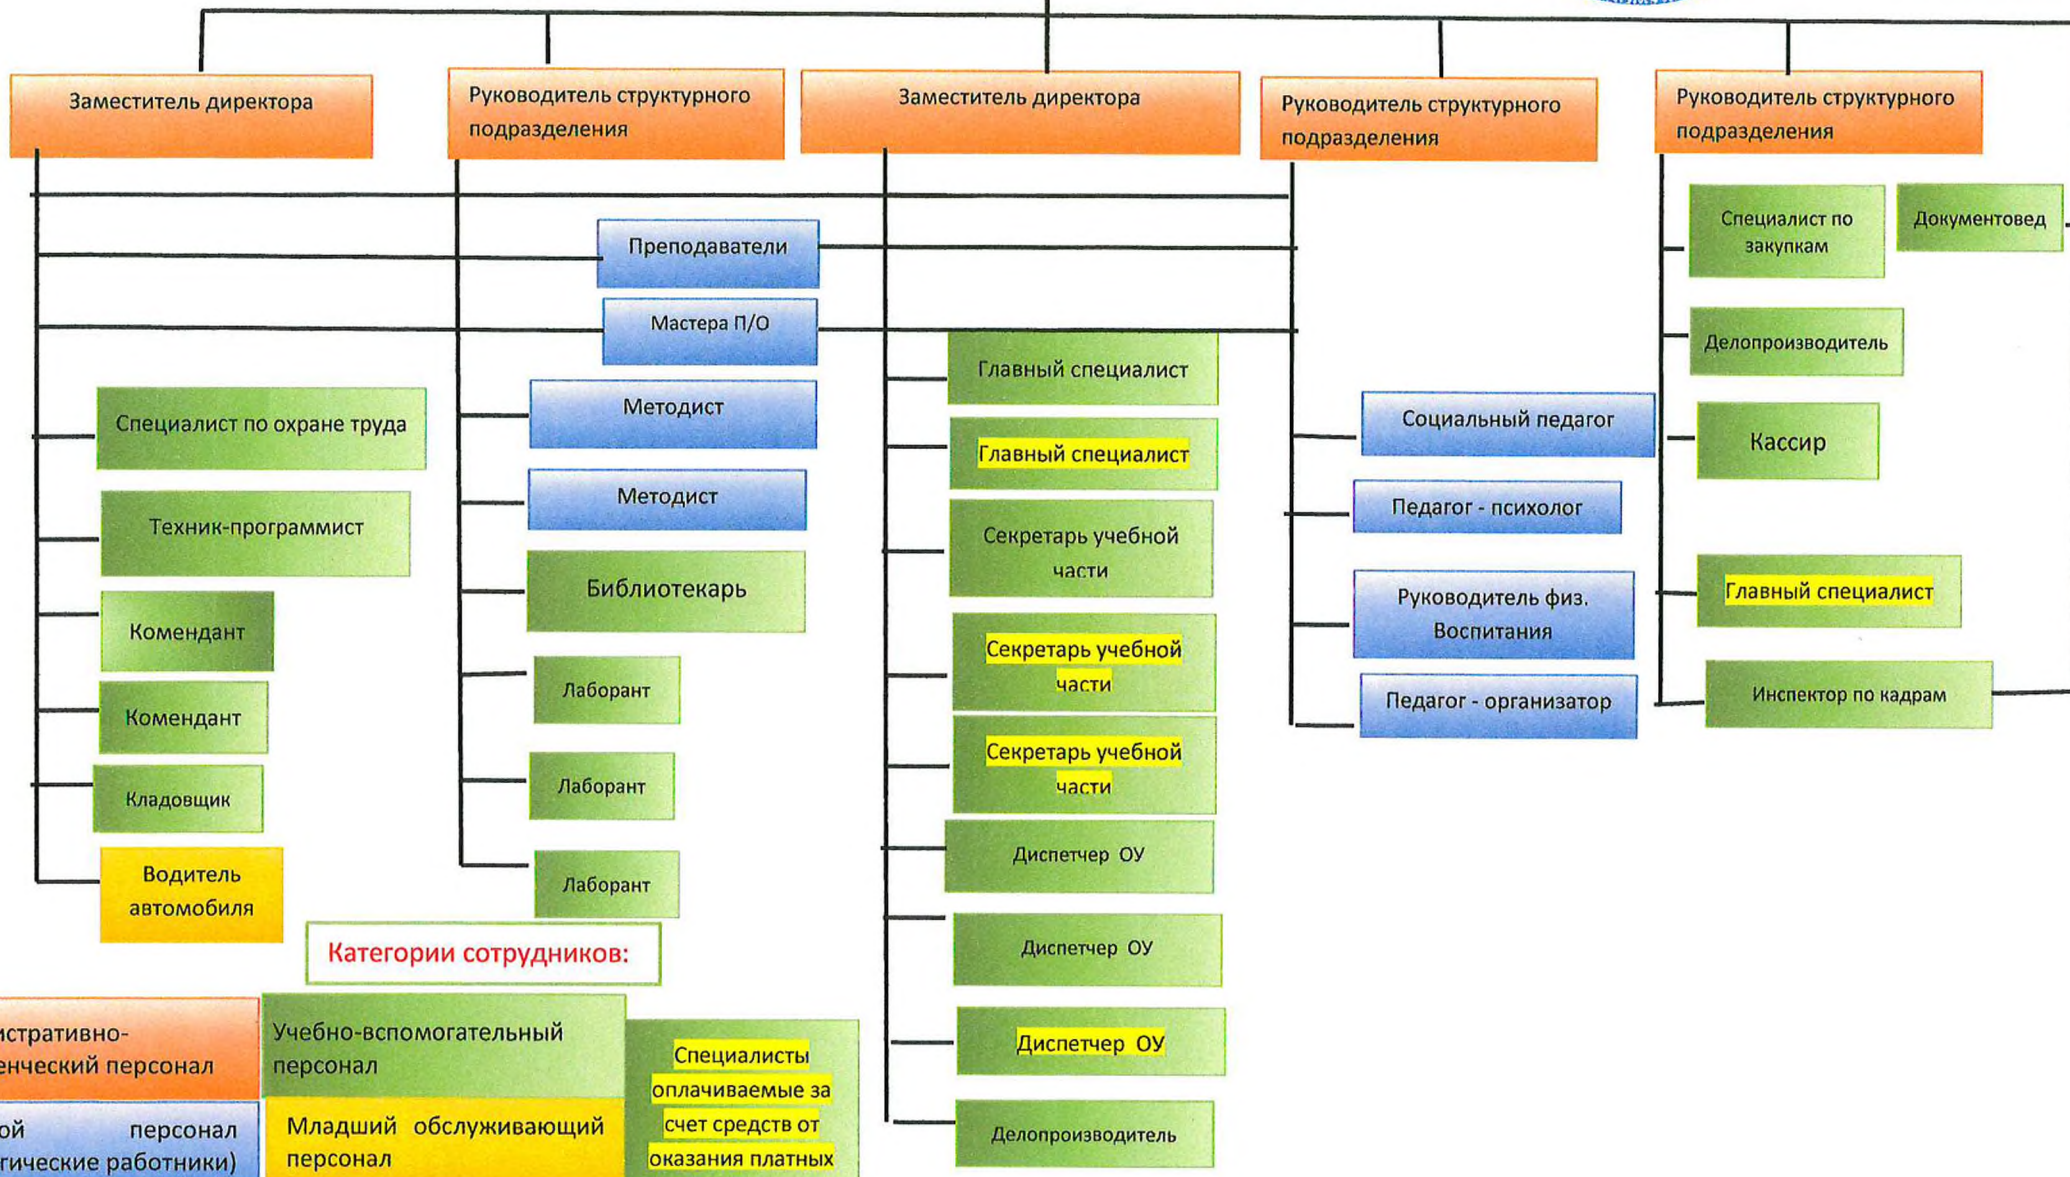 Заместитель директора
Руководитель структурного
подразделения
Заместитель директора
Руководитель структурного
подразделения
Руководитель структурного
подразделения
Преподаватели
Мастера П/О
Специалист по охране труда
Техник-программист
Комендант
Комендант
Кладовщик
Водитель
автомобиля
Методист
Методист
Библиотекарь
Лаборант
Лаборант
Лаборант
Главный специалист
Главный специалист
Секретарь учебной
части
Секретарь учебной
части
Секретарь учебной
части
Диспетчер ОУ
Диспетчер ОУ
Диспетчер ОУ
Делопроизводитель
Социальный педагог
Педагог - психолог
Руководитель физ.
Воспитания
Педагог - организатор
Специалист по
закупкам
Документовед
Делопроизводитель
Кассир
Главный специалист
Инспектор по кадрам
Категории сотрудников:
персонал
Учебно-вспомогательный
персонал
персонал
работники)
Младший обслуживающий
персонал
Специалисты
оплачиваемые за
счет средств от
оказания платных